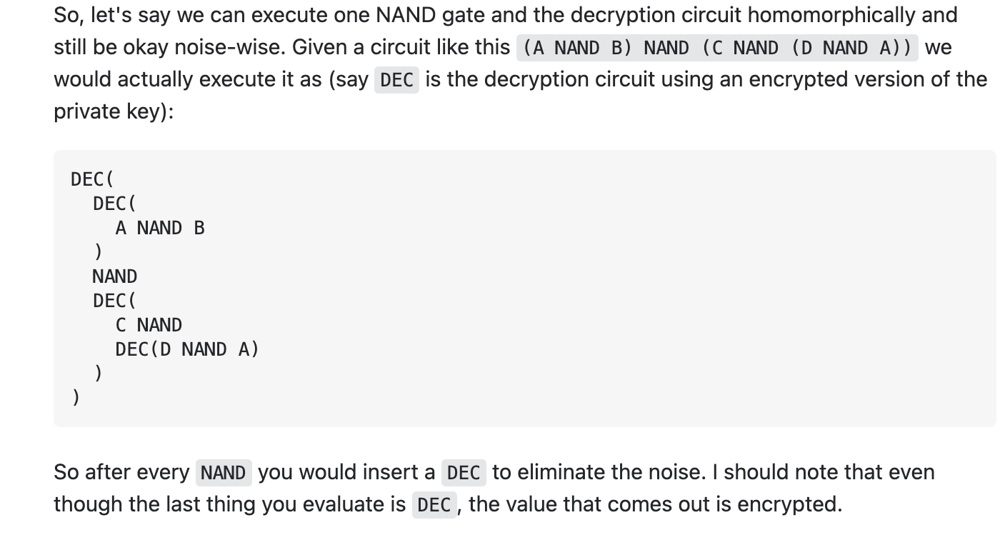 So, let's say we can execute one NAND gate and the decryption circuit homomorphically and
still be okay noise-wise. Given a circuit like this (A NAND B) NAND (C NAND (D NAND A)) we
would actually execute it as (say DEC is the decryption circuit using an encrypted version of the
private key):
DEC(
  DEC(
    A NAND B
  )
  NAND
  DEC(
    C NAND
    DEC(D NAND A)
  )
)
So after every NAND you would insert a DEC to eliminate the noise. I should note that even
though the last thing you evaluate is DEC, the value that comes out is encrypted.